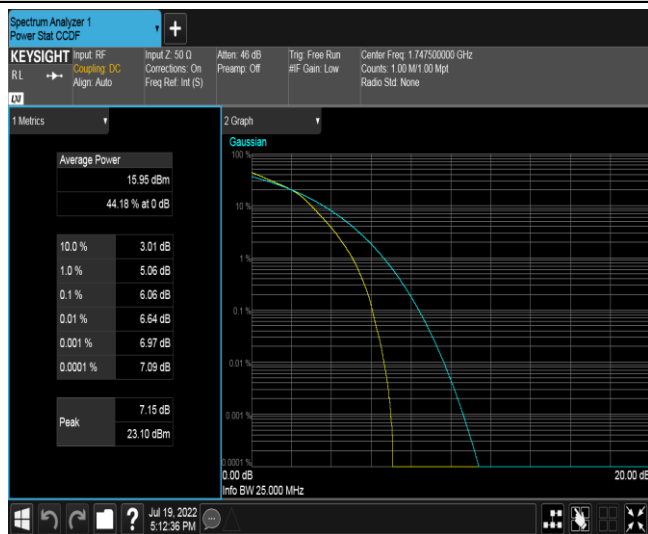 Spectrum Analyzer 1
Power Stat CCDF
+
KEYSIGHT
RL
LXI
Input: RF
Coupling: DC
Align: Auto
Input Z: 50 Ω
Corrections: On
Freq Ref: Int (S)
Atten: 46 dB
Preamp: Off
Trig: Free Run
#IF Gain: Low
Center Freq: 1.747500000 GHz
Counts: 1.00 M/1.00 Mpt
Radio Std: None
1 Metrics
Average Power
15.95 dBm
44.18 % at 0 dB
10.0 % 3.01 dB
1.0 % 5.06 dB
0.1 % 6.06 dB
0.01 % 6.64 dB
0.001 % 6.97 dB
0.0001 % 7.09 dB
Peak
7.15 dB
23.10 dBm
2 Graph
Gaussian
100 %
10 %
1 %
0.1 %
0.01 %
0.001 %
0.0001 %
0.00 dB 20.00 dB
Info BW 25.000 MHz
?
Jul 19, 2022
5:12:36 PM